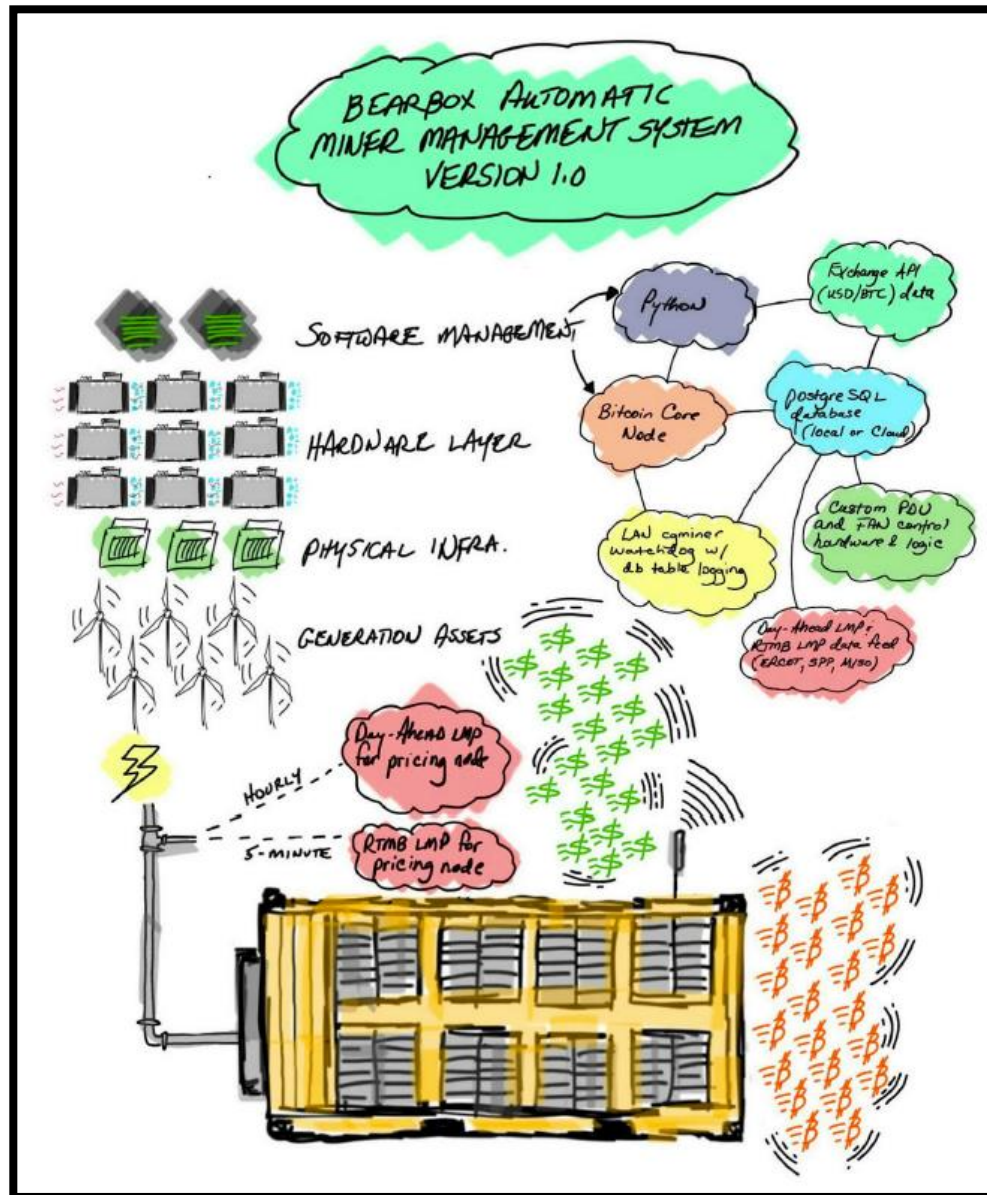 BEARBOX AUTOMATIC
MINER MANAGEMENT SYSTEM
VERSION 1.0
SOFTWARE MANAGEMENT
HARDWARE LAYER
PHYSICAL INFRA.
GENERATION ASSETS
Python
Exchange API
(USD/BTC) data
Bitcoin Core
Node
postgreSQL
database
(local or Cloud)
LAN cgminer
watchdog w/
db table logging
Custom PDU
and FAN control
hardware & logic
Day-Ahead LMP &
RTMB LMP data feed
(ERCOT, SPP, MISO)
HOURLY
Day-Ahead LMP
for pricing node
5-MINUTE
RTMB LMP for
pricing node